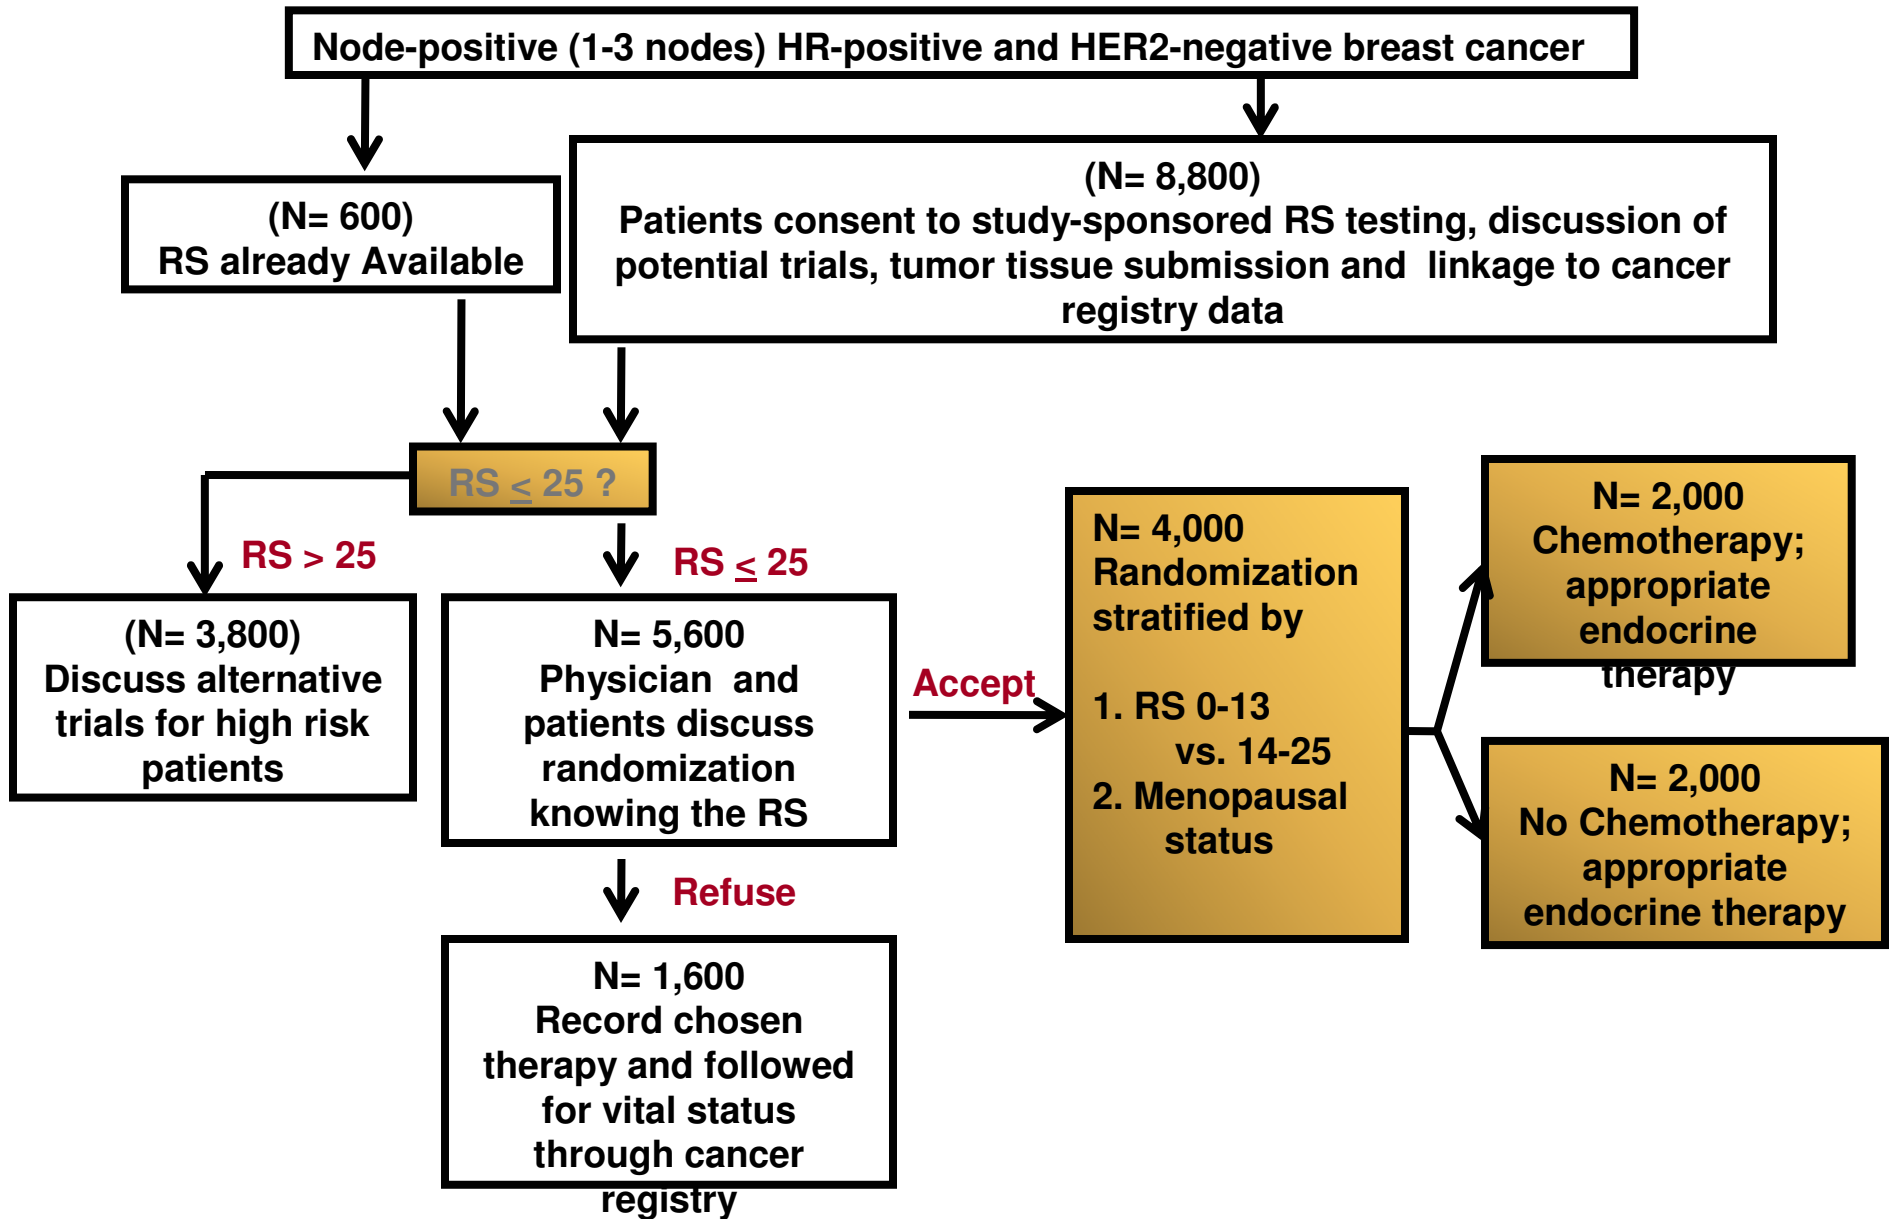 Node-positive (1-3 nodes) HR-positive and HER2-negative breast cancer
(N= 600)
RS already Available
(N= 8,800)
Patients consent to study-sponsored RS testing, discussion of
potential trials, tumor tissue submission and linkage to cancer
registry data
RS ≤ 25 ?
RS > 25
RS ≤ 25
(N= 3,800)
Discuss alternative
trials for high risk
patients
N= 5,600
Physician and
patients discuss
randomization
knowing the RS
Accept
Refuse
N= 1,600
Record chosen
therapy and followed
for vital status
through cancer
registry
N= 4,000
Randomization
stratified by
1. RS 0-13
vs. 14-25
2. Menopausal
status
N= 2,000
Chemotherapy;
appropriate
endocrine
therapy
N= 2,000
No Chemotherapy;
appropriate
endocrine therapy